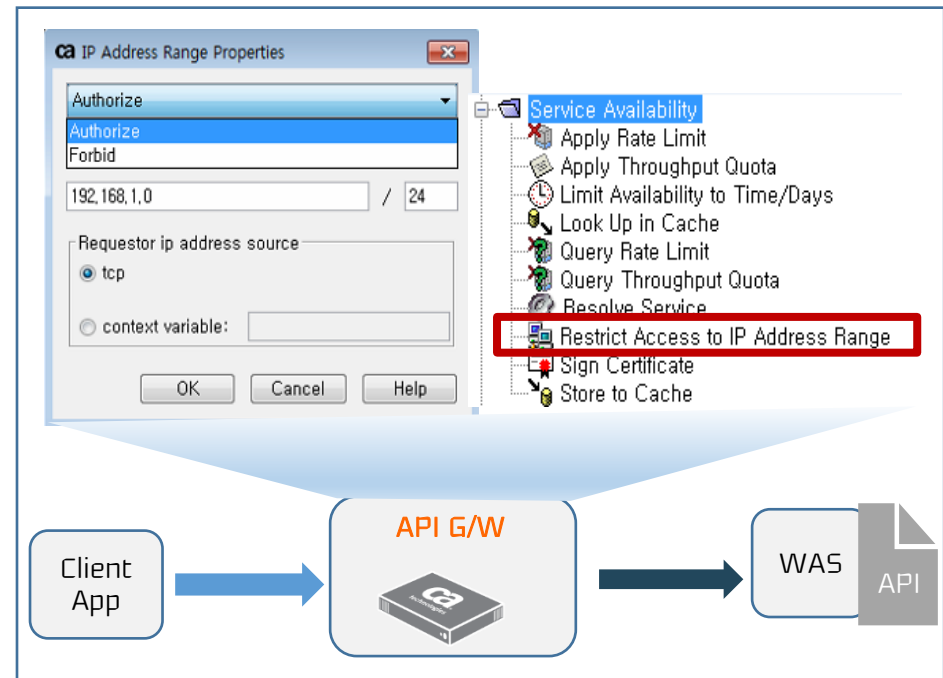 ca IP Address Range Properties
Authorize
Authorize
Forbid
192,168,1,0 / 24
Requestor ip address source
tcp
context variable:
OK Cancel Help
Service Availability
Apply Rate Limit
Apply Throughput Quota
Limit Availability to Time/Days
Look Up in Cache
Query Rate Limit
Query Throughput Quota
Resolve Service
Restrict Access to IP Address Range
Sign Certificate
Store to Cache
Client
App
API G/W
ca
technologies
WAS
API